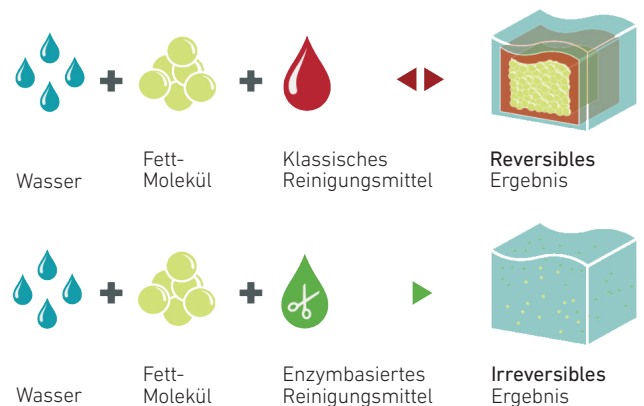 Wasser
Fett-
Molekül
Klassisches
Reinigungsmittel
Reversibles
Ergebnis
Wasser
Fett-
Molekül
Enzymbasiertes
Reinigungsmittel
Irreversibles
Ergebnis